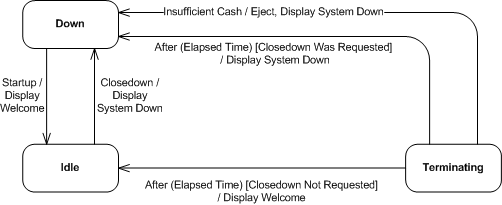 Insufficient Cash / Eject, Display System Down
Down
After (Elapsed Time) [Closedown Was Requested]
/ Display System Down
Startup /
Display
Welcome
Closedown /
Display
System Down
Idle
Terminating
After (Elapsed Time) [Closedown Not Requested]
/ Display Welcome